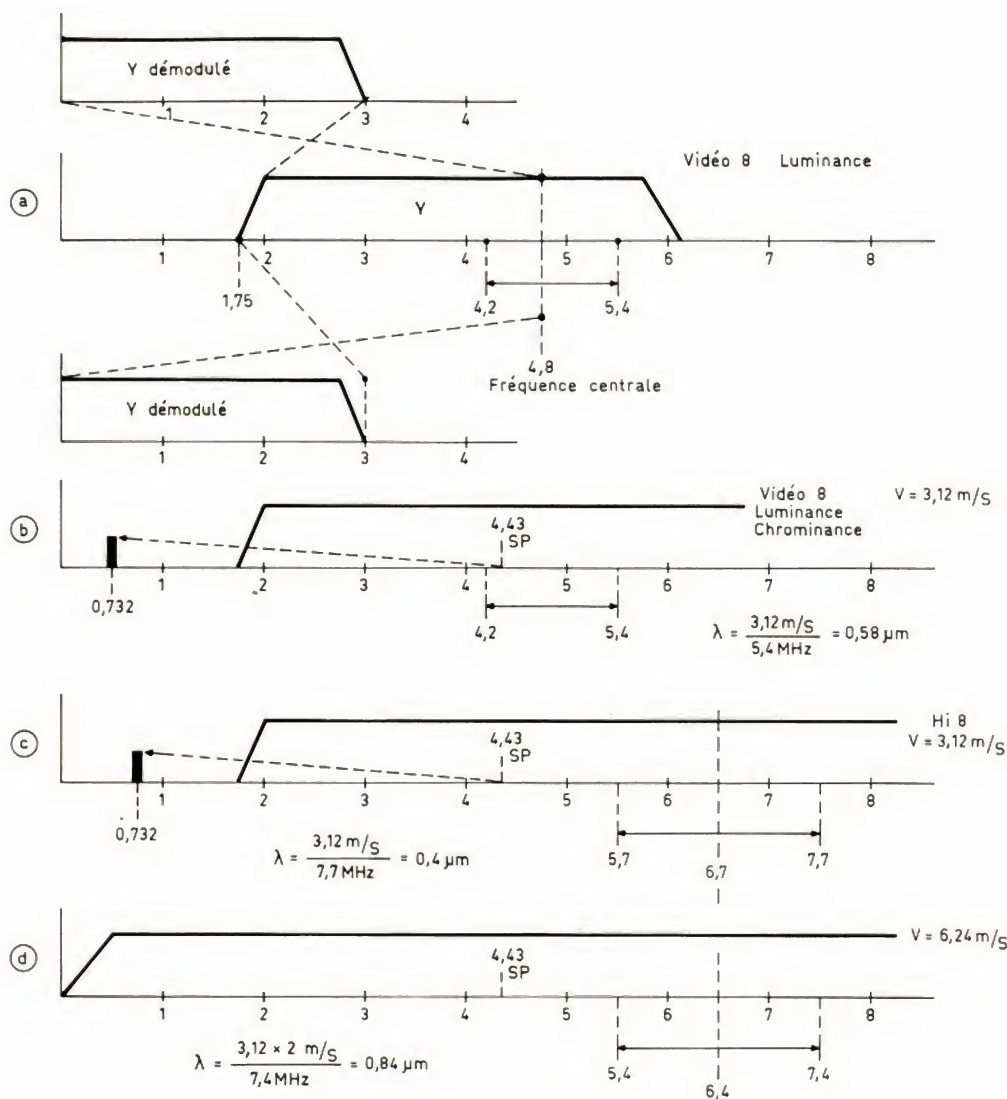 Y démodulé
1 2 3 4
Vidéo 8 Luminance
a
Y
1 2 3 4 5 6 7 8
1,75
4,2 5,4
4,8
Fréquence centrale
Y démodulé
1 2 3 4
b
Vidéo 8
Luminance
Chrominance
V = 3,12 m/S
4,43
SP
1 2 3 4 5 6 7 8
0,732
4,2 5,4
λ = 3,12 m/S / 5,4 MHz = 0,58 µm
c
Hi 8
V = 3,12 m/S
4,43
SP
1 2 3 4 5 6 7 8
0,732
5,7 6,7 7,7
λ = 3,12 m/S / 7,7 MHz = 0,4 µm
d
V = 6,24 m/S
4,43
SP
1 2 3 4 5 6 7 8
5,4 6,4 7,4
λ = 3,12 × 2 m/S / 7,4 MHz = 0,84 µm